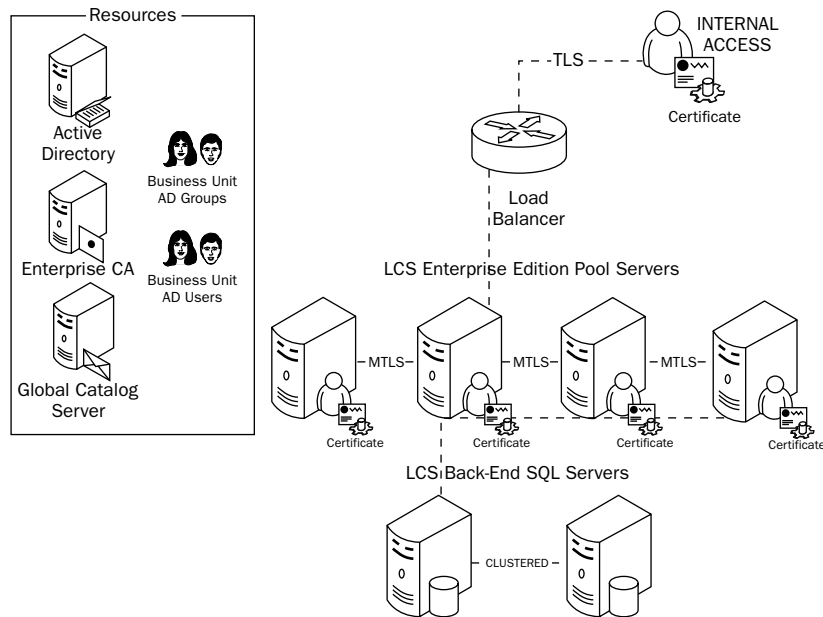 Resources
Active
Directory
Business Unit
AD Groups
Enterprise CA
Business Unit
AD Users
Global Catalog
Server
INTERNAL
ACCESS
TLS
Certificate
Load
Balancer
LCS Enterprise Edition Pool Servers
MTLS
MTLS
MTLS
Certificate
Certificate
Certificate
Certificate
LCS Back-End SQL Servers
CLUSTERED